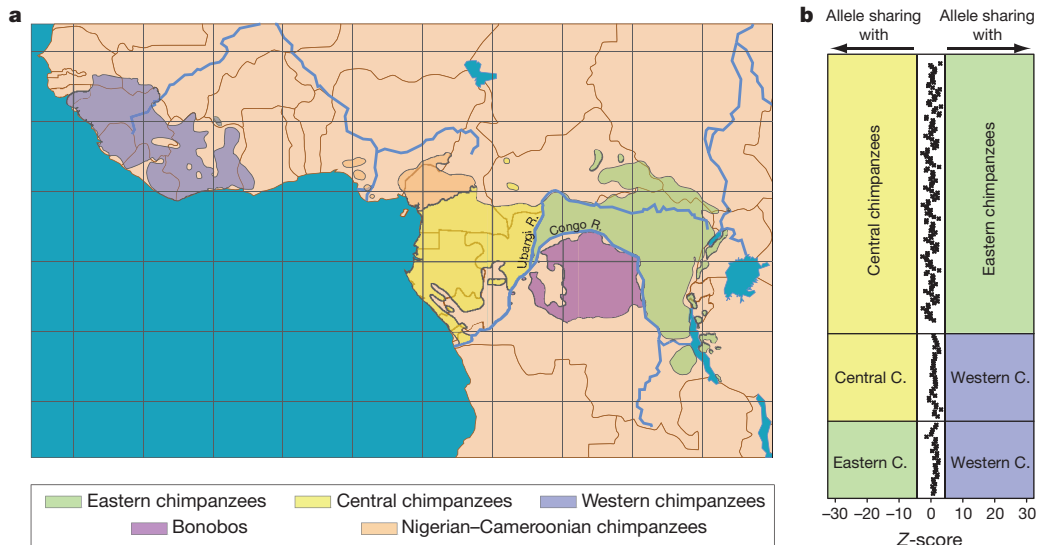 a
Ubangi R.
Congo R.
Eastern chimpanzees
Central chimpanzees
Western chimpanzees
Bonobos
Nigerian–Cameroonian chimpanzees
b
Allele sharing
with
Allele sharing
with
Central chimpanzees
Eastern chimpanzees
Central C.
Western C.
Eastern C.
Western C.
−30 −20 −10 0 10 20 30
Z-score